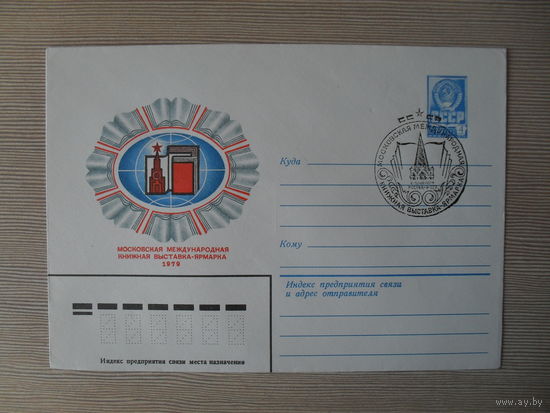 СССР
МОСКОВСКАЯ МЕЖДУНАРОДНАЯ
КНИЖНАЯ ВЫСТАВКА-ЯРМАРКА
Куда
Кому
МОСКОВСКАЯ МЕЖДУНАРОДНАЯ
КНИЖНАЯ ВЫСТАВКА-ЯРМАРКА
1979
Индекс предприятия связи
и адрес отправителя
Индекс предприятия связи места назначения
www.ay.by